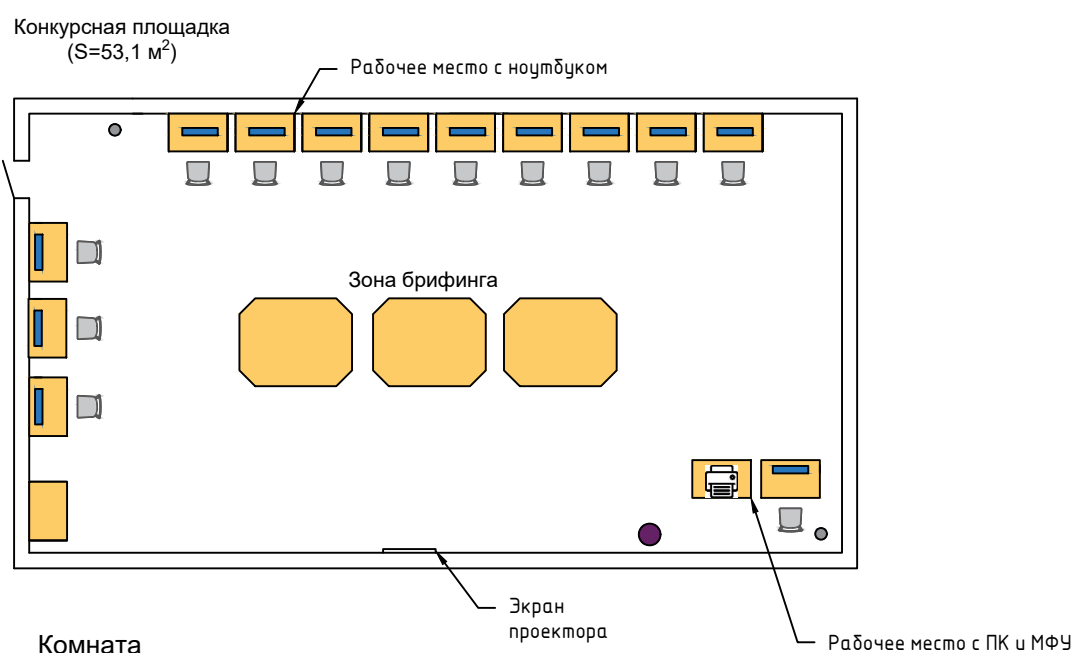 Конкурсная площадка
(S=53,1 м²)
Рабочее место с ноутбуком
Зона брифинга
Экран
проектора
Рабочее место с ПК и МФУ
Комната